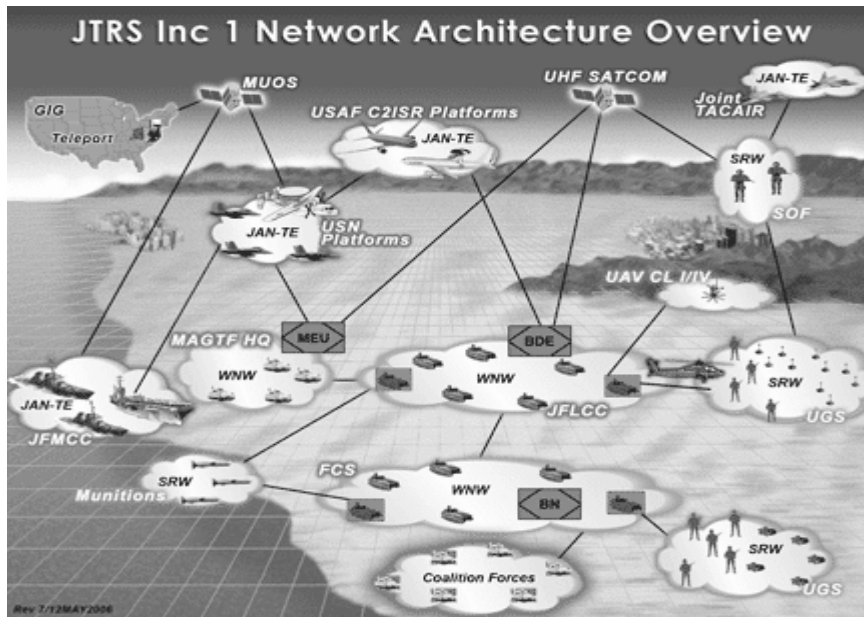 JTRS Inc 1 Network Architecture Overview
MUOS
UHF SATCOM
JAN-TE
GIG
Teleport
USAF C2ISR Platforms
JAN-TE
Joint
TACAIR
SRW
SOF
JAN-TE
USN
Platforms
UAV CL I/IV
MAGTF HQ
MEU
BDE
WNW
WNW
JFLCC
SRW
UGS
JAN-TE
JFMCC
SRW
Munitions
FCS
WNW
BN
SRW
UGS
Coalition Forces
Rev 7/12MAY2006